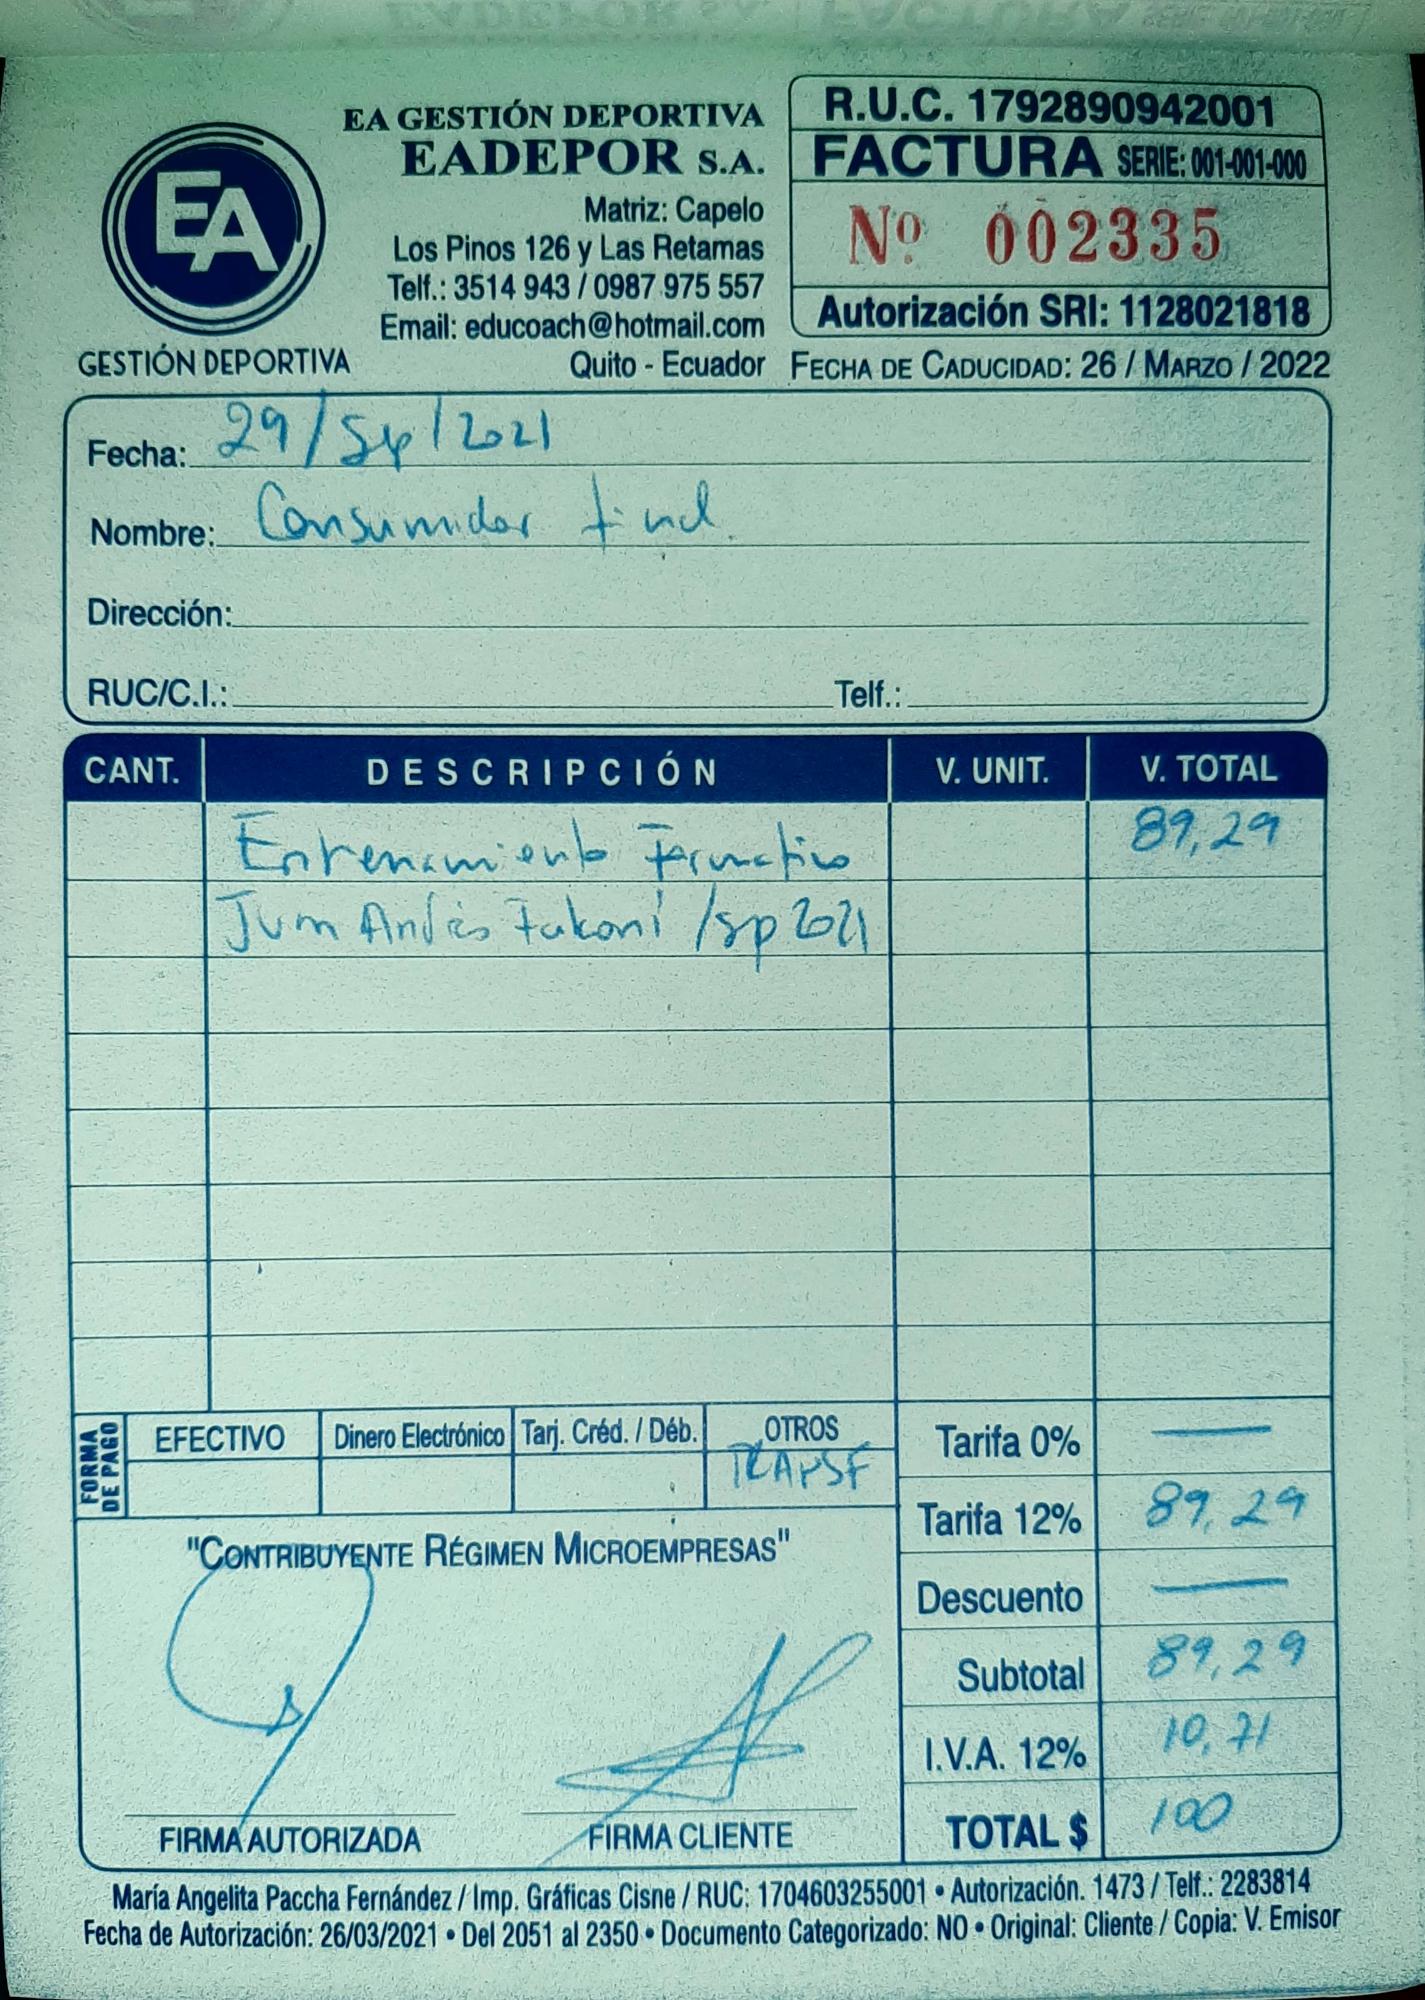 EA
GESTIÓN DEPORTIVA
EA GESTIÓN DEPORTIVA
EADEPOR S.A.
Matriz: Capelo
Los Pinos 126 y Las Retamas
Telf.: 3514 943 / 0987 975 557
Email: educoach@hotmail.com
Quito - Ecuador
R.U.C. 1792890942001
FACTURA SERIE: 001-001-000
Nº 002335
Autorización SRI: 1128021818
FECHA DE CADUCIDAD: 26 / MARZO / 2022
Fecha: 29/Sep/2021
Nombre: Consumidor final
Dirección:
RUC/C.I.: Telf.:
CANT. DESCRIPCIÓN V. UNIT. V. TOTAL
Entrenamiento Formativo 89,29
Juan Andrés /sep 2021
FORMA DE PAGO EFECTIVO Dinero Electrónico Tarj. Créd. / Déb. OTROS
Tarifa 0% —
Tarifa 12% 89,29
"CONTRIBUYENTE RÉGIMEN MICROEMPRESAS"
Descuento —
Subtotal 89,29
I.V.A. 12% 10,71
TOTAL $ 100
FIRMA AUTORIZADA FIRMA CLIENTE
María Angelita Paccha Fernández / Imp. Gráficas Cisne / RUC: 1704603255001 • Autorización. 1473 / Telf.: 2283814
Fecha de Autorización: 26/03/2021 • Del 2051 al 2350 • Documento Categorizado: NO • Original: Cliente / Copia: V. Emisor